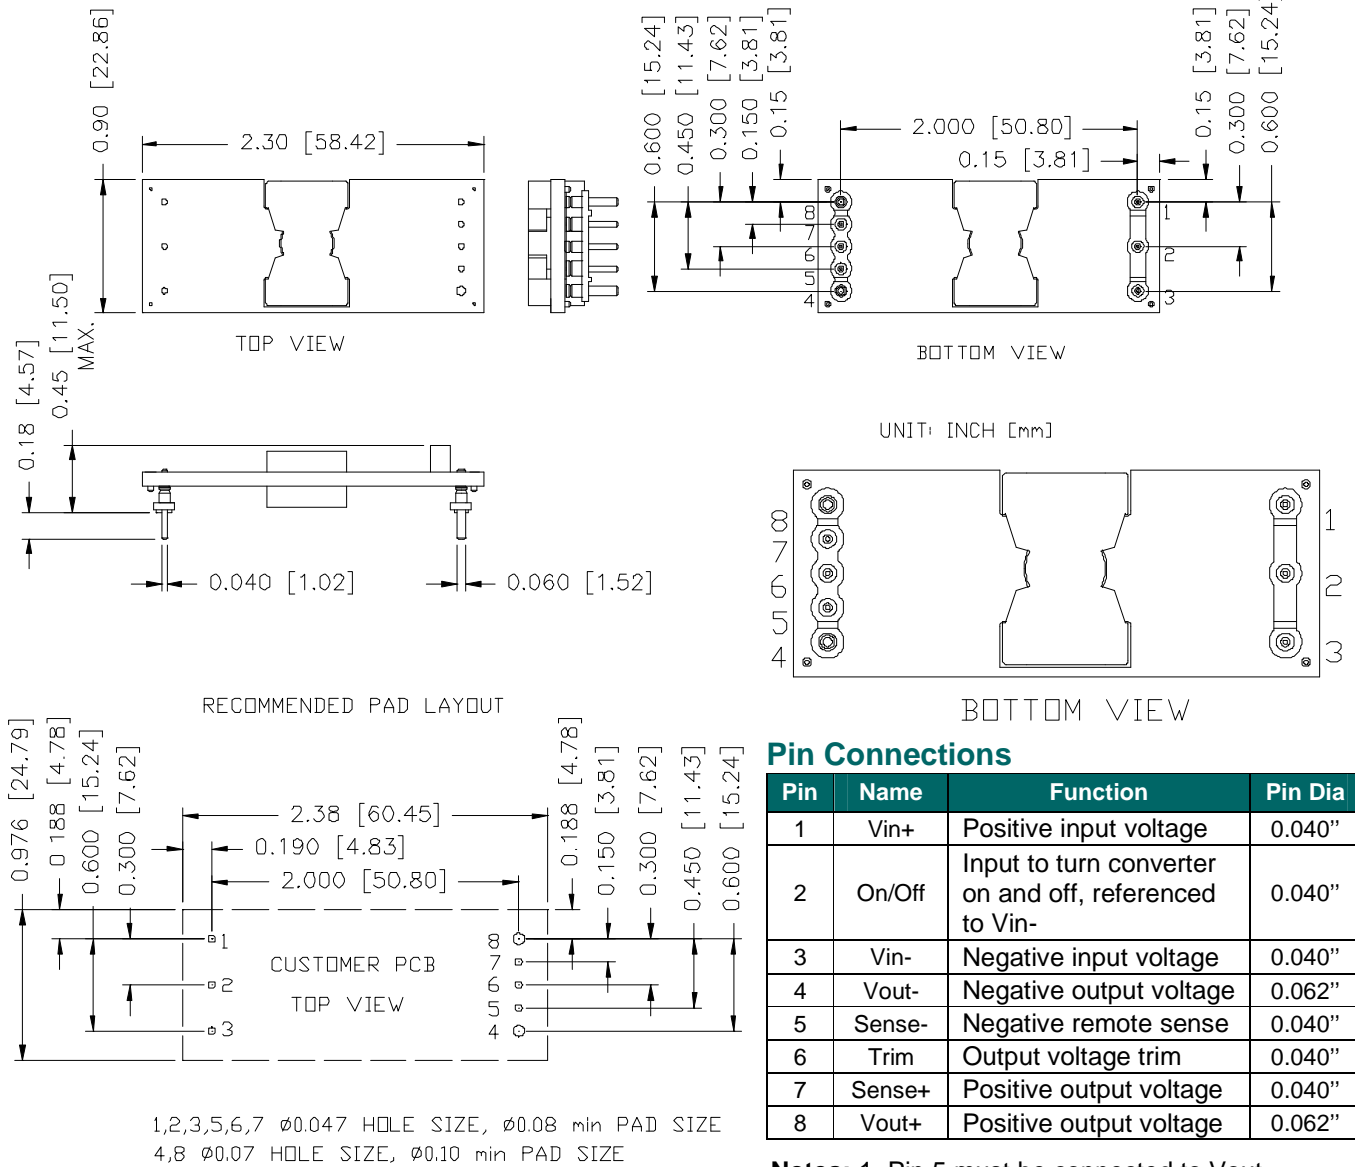 0.90 [22.86]
2.30 [58.42]
TOP VIEW
0.600 [15.24]
0.450 [11.43]
0.300 [7.62]
0.150 [3.81]
0.15 [3.81]
2.000 [50.80]
0.15 [3.81]
0.15 [3.81]
0.300 [7.62]
0.600 [15.24]
8
7
6
5
4
1
2
3
BOTTOM VIEW
0.18 [4.57]
0.45 [11.50]
MAX.
0.040 [1.02]
0.060 [1.52]
UNIT: INCH [mm]
8
7
6
5
4
1
2
3
BOTTOM VIEW
RECOMMENDED PAD LAYOUT
0.976 [24.79]
0.188 [4.78]
0.600 [15.24]
0.300 [7.62]
2.38 [60.45]
0.190 [4.83]
2.000 [50.80]
0.188 [4.78]
0.150 [3.81]
0.300 [7.62]
0.450 [11.43]
0.600 [15.24]
1
2
3
8
7
6
5
4
CUSTOMER PCB
TOP VIEW
1,2,3,5,6,7 Ø0.047 HOLE SIZE, Ø0.08 min PAD SIZE
4,8 Ø0.07 HOLE SIZE, Ø0.10 min PAD SIZE
Pin Connections
Pin Name Function Pin Dia
1 Vin+ Positive input voltage 0.040’’
2 On/Off Input to turn converter
on and off, referenced
to Vin- 0.040’’
3 Vin- Negative input voltage 0.040’’
4 Vout- Negative output voltage 0.062’’
5 Sense- Negative remote sense 0.040’’
6 Trim Output voltage trim 0.040’’
7 Sense+ Positive output voltage 0.040’’
8 Vout+ Positive output voltage 0.062’’
Notes: 1. Pin 5 must be connected to Vout